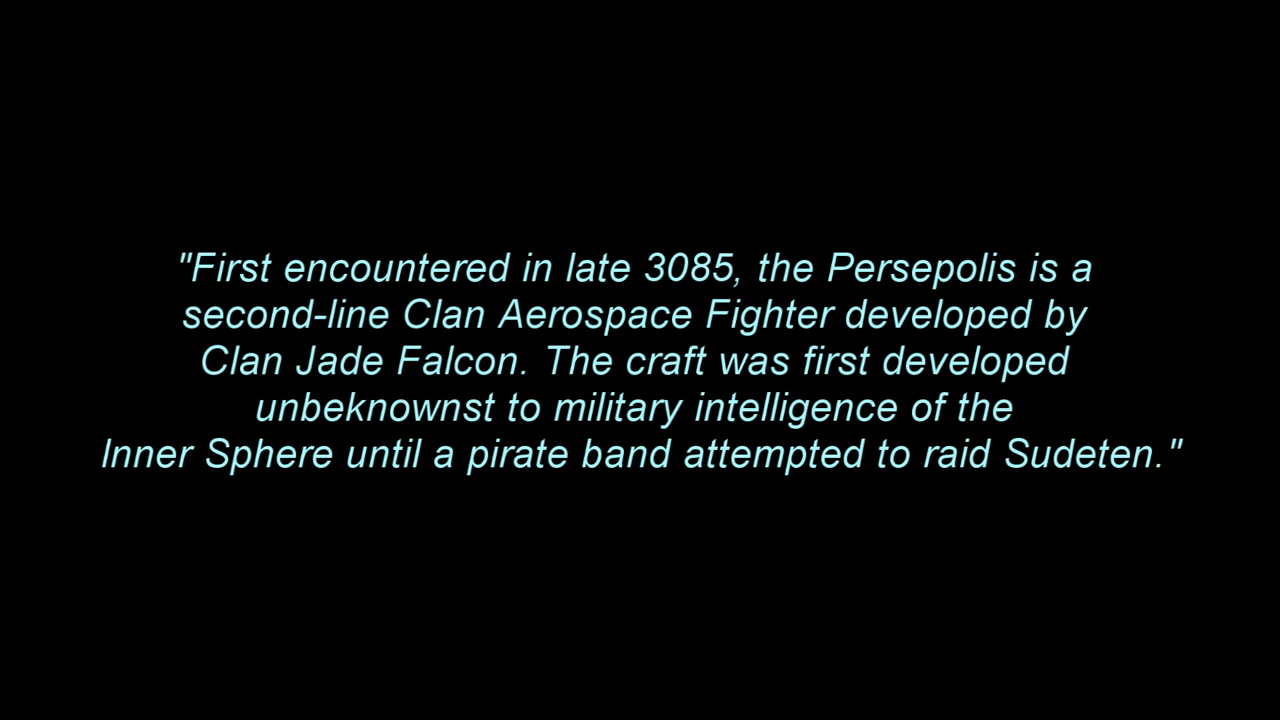 "First encountered in late 3085, the Persepolis is a
second-line Clan Aerospace Fighter developed by
Clan Jade Falcon. The craft was first developed
unbeknownst to military intelligence of the
Inner Sphere until a pirate band attempted to raid Sudeten."